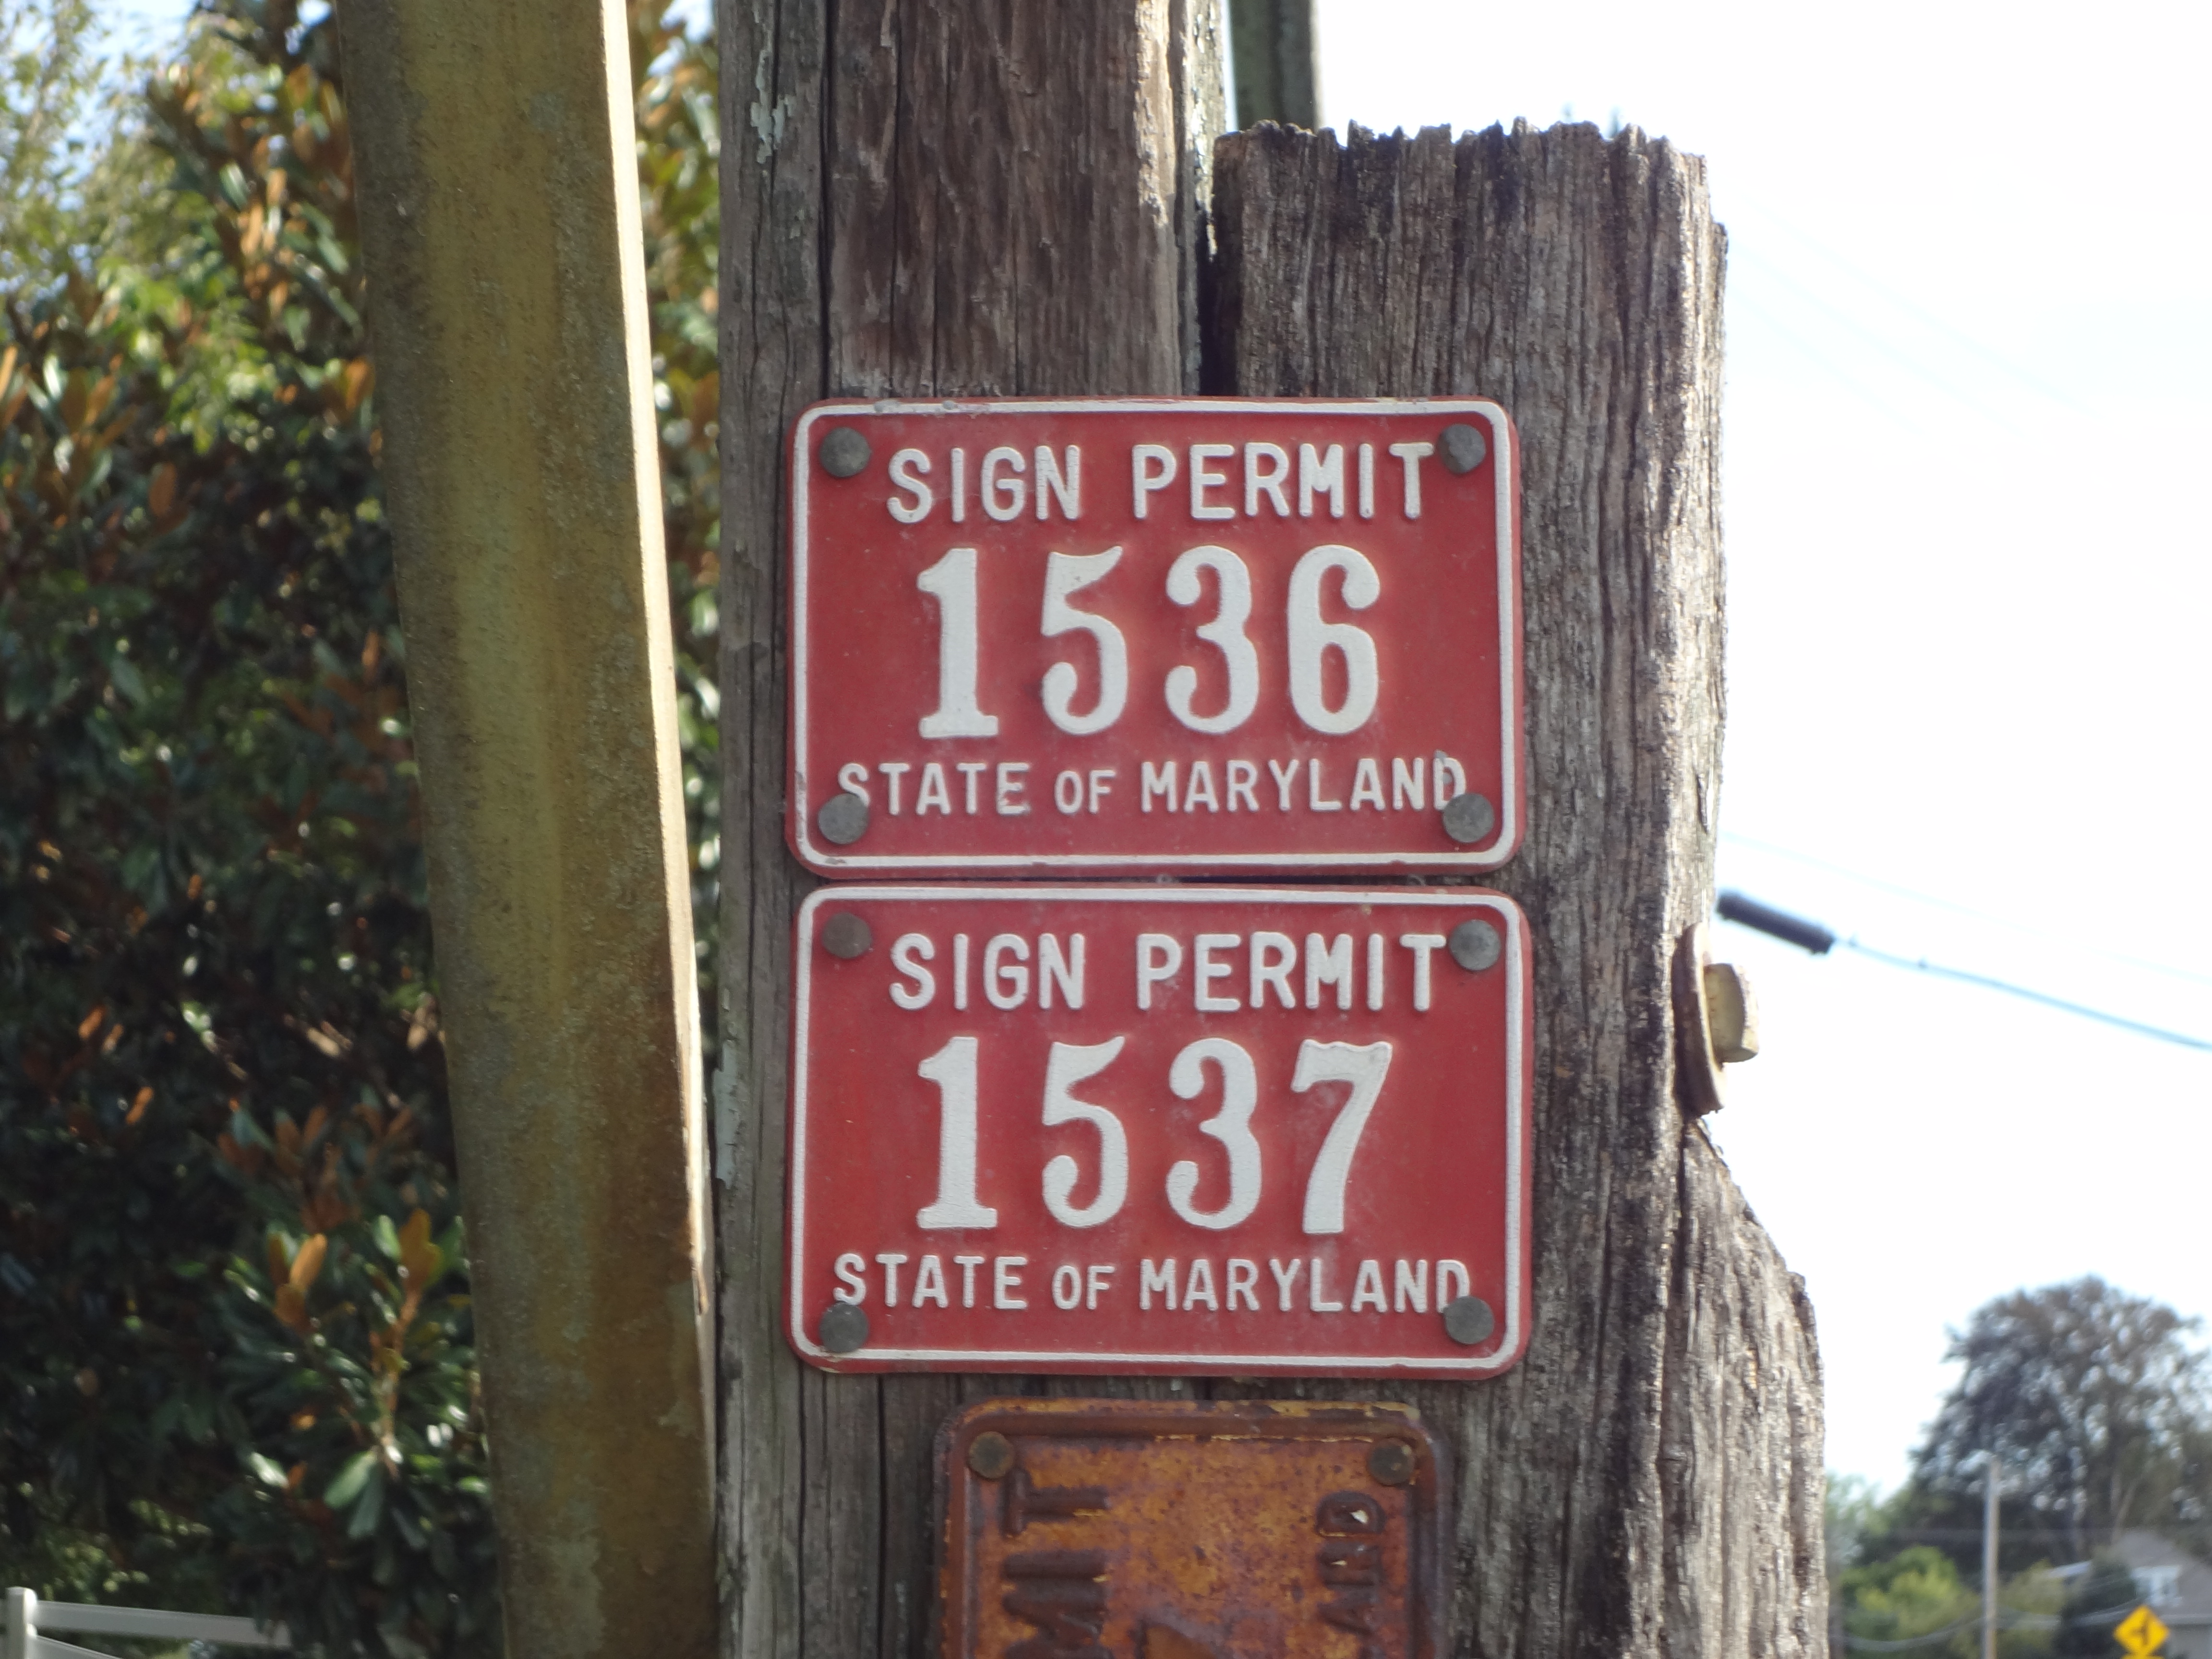 SIGN PERMIT
1536
STATE OF MARYLAND
SIGN PERMIT
1537
STATE OF MARYLAND